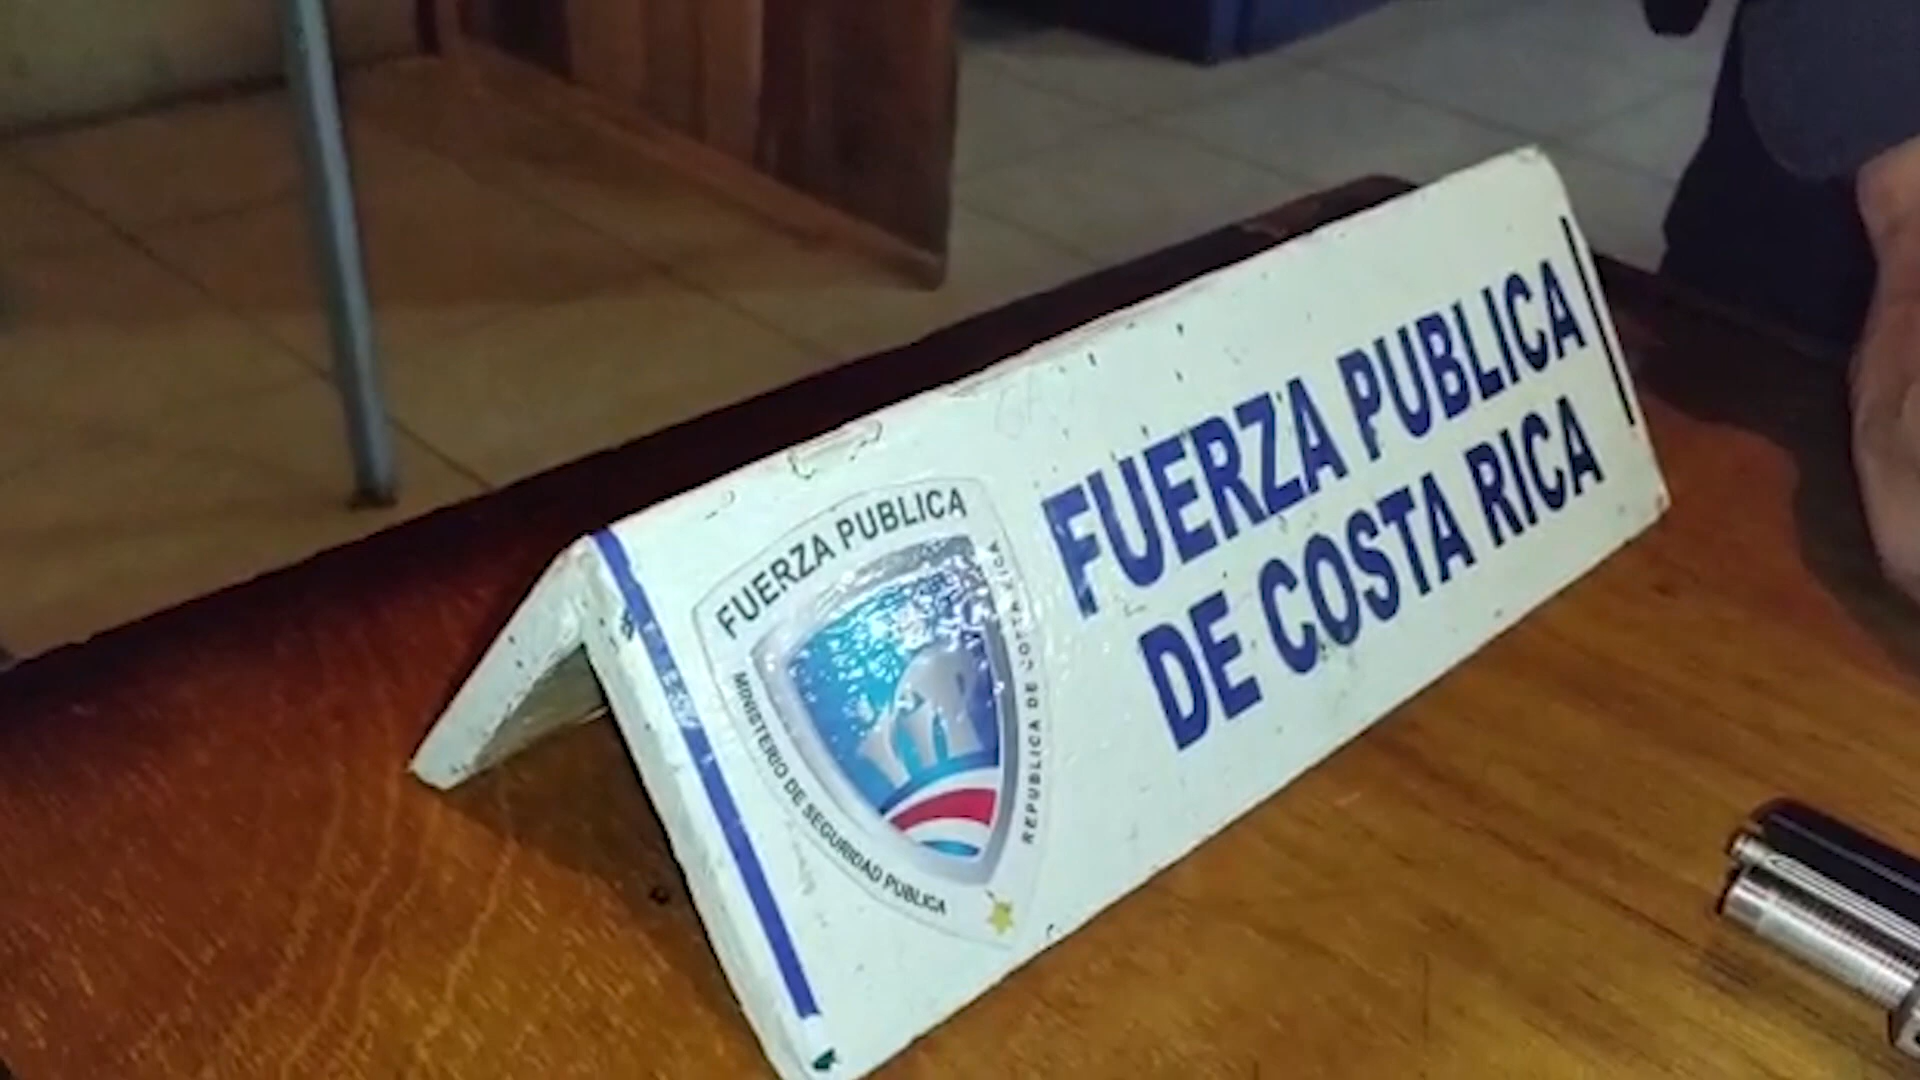 FUERZA PUBLICA
MINISTERIO DE SEGURIDAD PUBLICA
REPUBLICA DE COSTA RICA
FUERZA PUBLICA
DE COSTA RICA